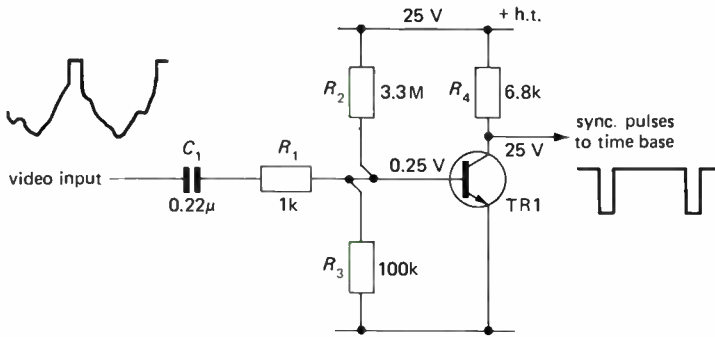 25 V
+ h.t.
R2
3.3 M
R4
6.8k
sync. pulses
to time base
C1
R1
0.25 V
25 V
video input
TR1
0.22μ
1k
R3
100k